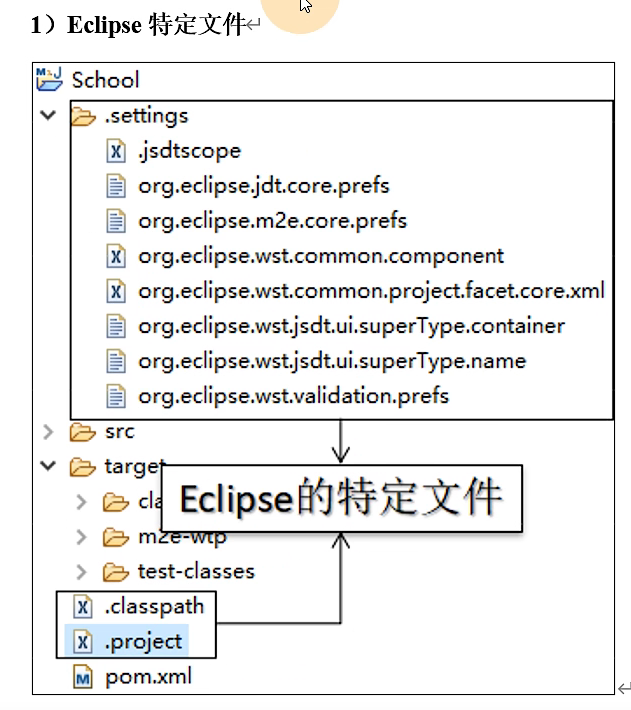 1）Eclipse 特定文件
School
.settings
.jsdtscope
org.eclipse.jdt.core.prefs
org.eclipse.m2e.core.prefs
org.eclipse.wst.common.component
org.eclipse.wst.common.project.facet.core.xml
org.eclipse.wst.jsdt.ui.superType.container
org.eclipse.wst.jsdt.ui.superType.name
org.eclipse.wst.validation.prefs
src
target
Eclipse的特定文件
cla
m2e-wtp
test-classes
.classpath
.project
pom.xml